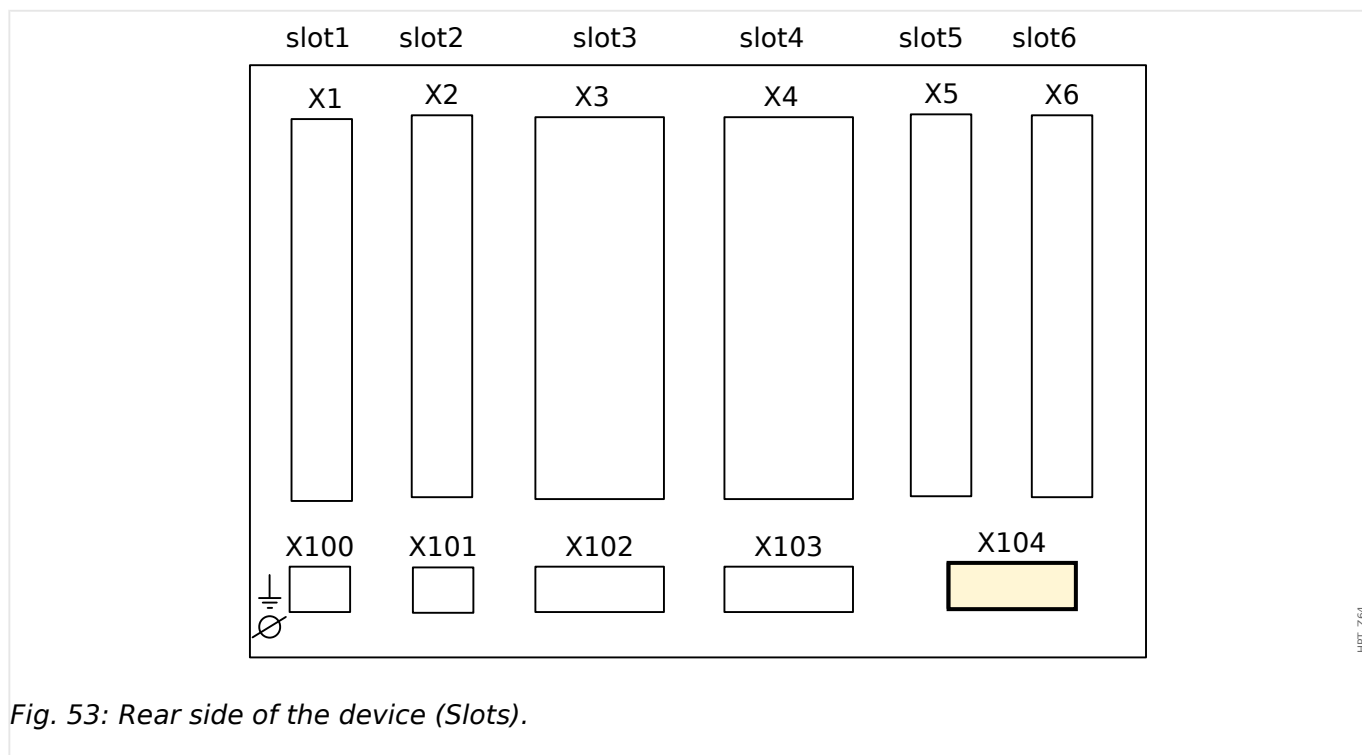 slot1 slot2 slot3 slot4 slot5 slot6
X1 X2 X3 X4 X5 X6
X100 X101 X102 X103 X104
HPT_Z64
Fig. 53: Rear side of the device (Slots).